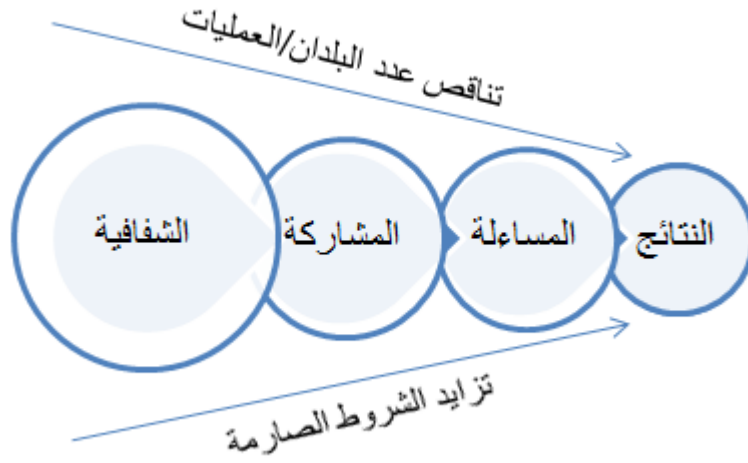 تناقص عدد البلدان/العمليات
الشفافية
المشاركة
المساءلة
النتائج
تزايد الشروط الصارمة